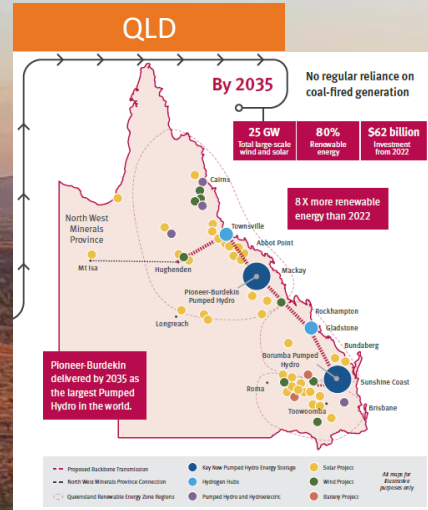 QLD
By 2035
No regular reliance on
coal-fired generation
25 GW
Total large-scale
wind and solar
80%
Renewable
energy
$62 billion
Investment
from 2022
8 X more renewable
energy than 2022
Cairns
North West
Minerals
Province
Townsville
Abbot Point
Mt Isa
Hughenden
Mackay
Pioneer-Burdekin
Pumped Hydro
Longreach
Rockhampton
Gladstone
Bundaberg
Borumba Pumped
Hydro
Roma
Sunshine Coast
Toowoomba
Brisbane
Pioneer-Burdekin
delivered by 2035 as
the largest Pumped
Hydro in the world.
Proposed Backbone Transmission
North West Minerals Province Connection
Queensland Renewable Energy Zone Regions
Key New Pumped Hydro Energy Storage
Hydrogen Hubs
Pumped Hydro and Hydroelectric
Solar Project
Wind Project
Battery Project
All maps for
illustrative
purposes only